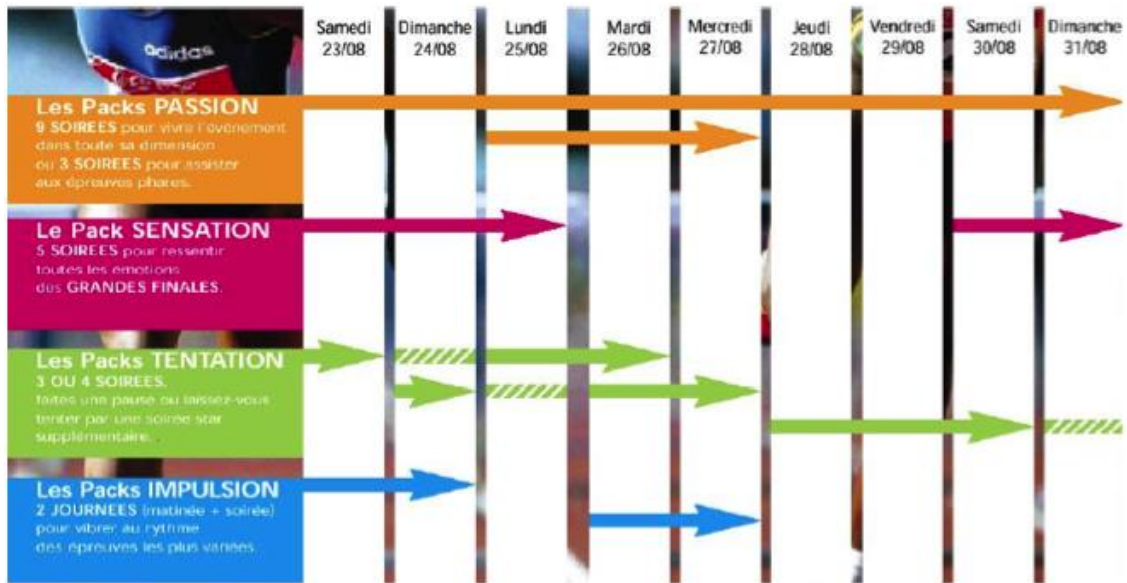 adidas
Samedi Dimanche Lundi Mardi Mercredi Jeudi Vendredi Samedi Dimanche
23/08 24/08 25/08 26/08 27/08 28/08 29/08 30/08 31/08
Les Packs PASSION
9 SOIREES pour vivre l'évènement
dans toute sa dimension
ou 3 SOIREES pour assister
aux épreuves phares.
Le Pack SENSATION
5 SOIREES pour ressentir
toutes les émotions
des GRANDES FINALES.
Les Packs TENTATION
3 OU 4 SOIREES,
faites une pause ou laissez-vous
tenter par une soirée star
supplémentaire.
Les Packs IMPULSION
2 JOURNEES (matinée + soirée)
pour vibrer au rythme
des épreuves les plus variées.